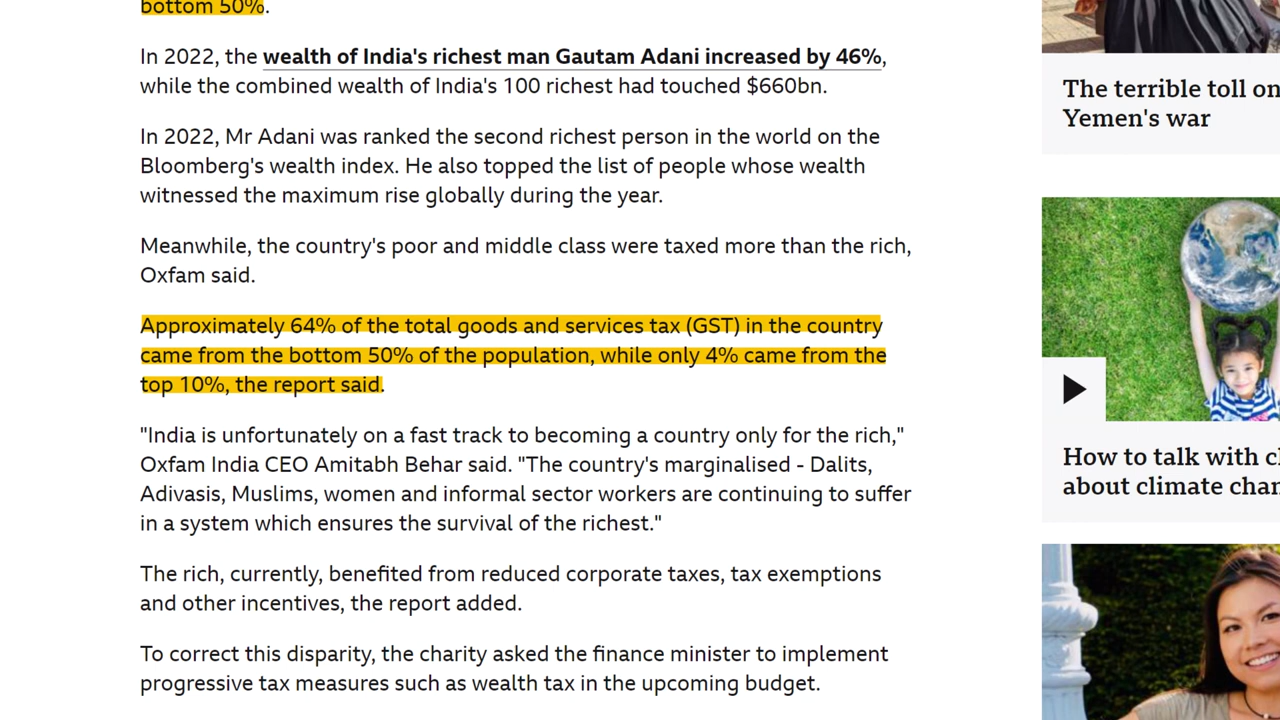 bottom 50%.
In 2022, the wealth of India's richest man Gautam Adani increased by 46%,
while the combined wealth of India's 100 richest had touched $660bn.
In 2022, Mr Adani was ranked the second richest person in the world on the
Bloomberg's wealth index. He also topped the list of people whose wealth
witnessed the maximum rise globally during the year.
Meanwhile, the country's poor and middle class were taxed more than the rich,
Oxfam said.
Approximately 64% of the total goods and services tax (GST) in the country
came from the bottom 50% of the population, while only 4% came from the
top 10%, the report said.
"India is unfortunately on a fast track to becoming a country only for the rich,"
Oxfam India CEO Amitabh Behar said. "The country's marginalised - Dalits,
Adivasis, Muslims, women and informal sector workers are continuing to suffer
in a system which ensures the survival of the richest."
The rich, currently, benefited from reduced corporate taxes, tax exemptions
and other incentives, the report added.
To correct this disparity, the charity asked the finance minister to implement
progressive tax measures such as wealth tax in the upcoming budget.
The terrible toll on
Yemen's war
How to talk with
about climate